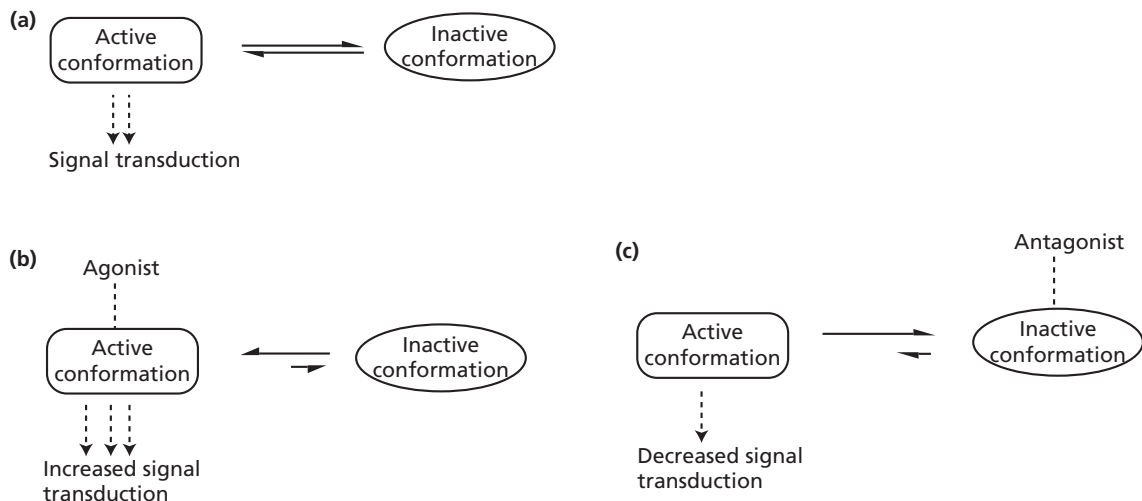 (a)
Active
conformation
Inactive
conformation
Signal transduction
(b)
Agonist
Active
conformation
Inactive
conformation
Increased signal
transduction
(c)
Antagonist
Active
conformation
Inactive
conformation
Decreased signal
transduction